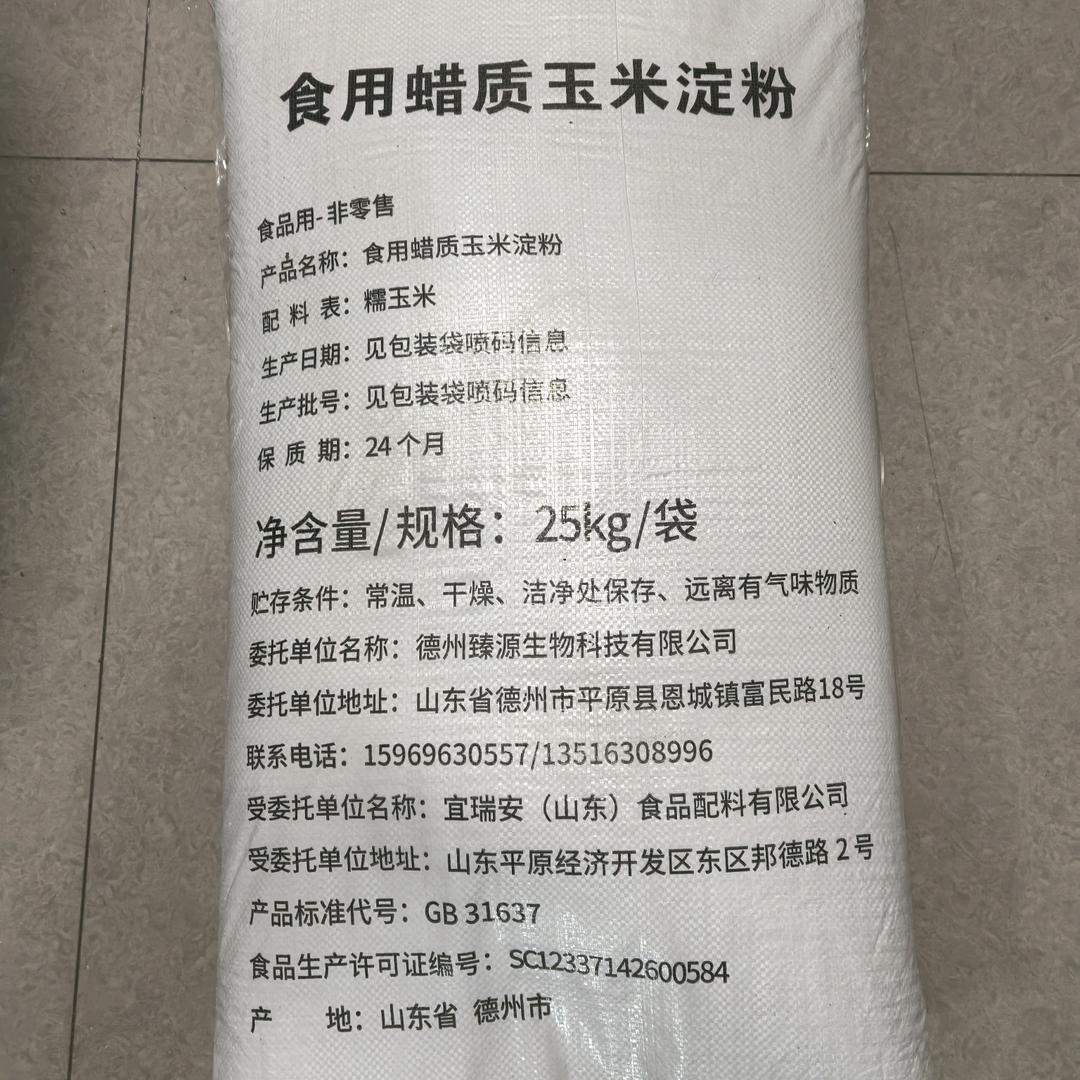 食用蜡质玉米淀粉
食品用-非零售
产品名称：食用蜡质玉米淀粉
配料表：糯玉米
生产日期：见包装袋喷码信息
生产批号：见包装袋喷码信息
保质期：24个月
净含量/规格：25kg/袋
贮存条件：常温、干燥、洁净处保存、远离有气味物质
委托单位名称：德州臻源生物科技有限公司
委托单位地址：山东省德州市平原县恩城镇富民路18号
联系电话：15969630557/13516308996
受委托单位名称：宜瑞安（山东）食品配料有限公司
受委托单位地址：山东平原经济开发区东区邦德路2号
产品标准代号：GB 31637
食品生产许可证编号：SC12337142600584
产地：山东省 德州市